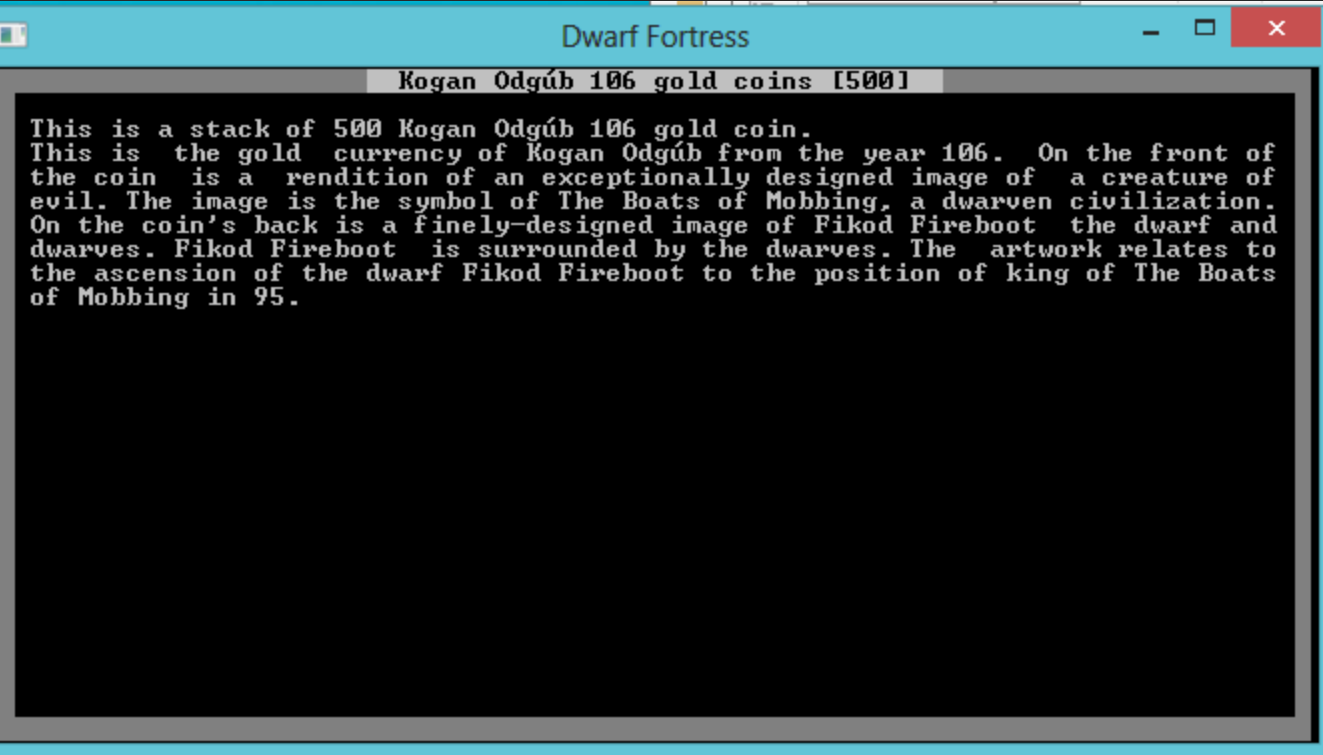 Dwarf Fortress
Kogan Odgúb 106 gold coins [500]
This is a stack of 500 Kogan Odgúb 106 gold coin.
This is  the gold  currency of Kogan Odgúb from the year 106.  On the front of
the coin  is a  rendition of an exceptionally designed image of  a creature of
evil. The image is the symbol of The Boats of Mobbing, a dwarven civilization.
On the coin's back is a finely-designed image of Fikod Fireboot  the dwarf and
dwarves. Fikod Fireboot  is surrounded by the dwarves. The  artwork relates to
the ascension of the dwarf Fikod Fireboot to the position of king of The Boats
of Mobbing in 95.